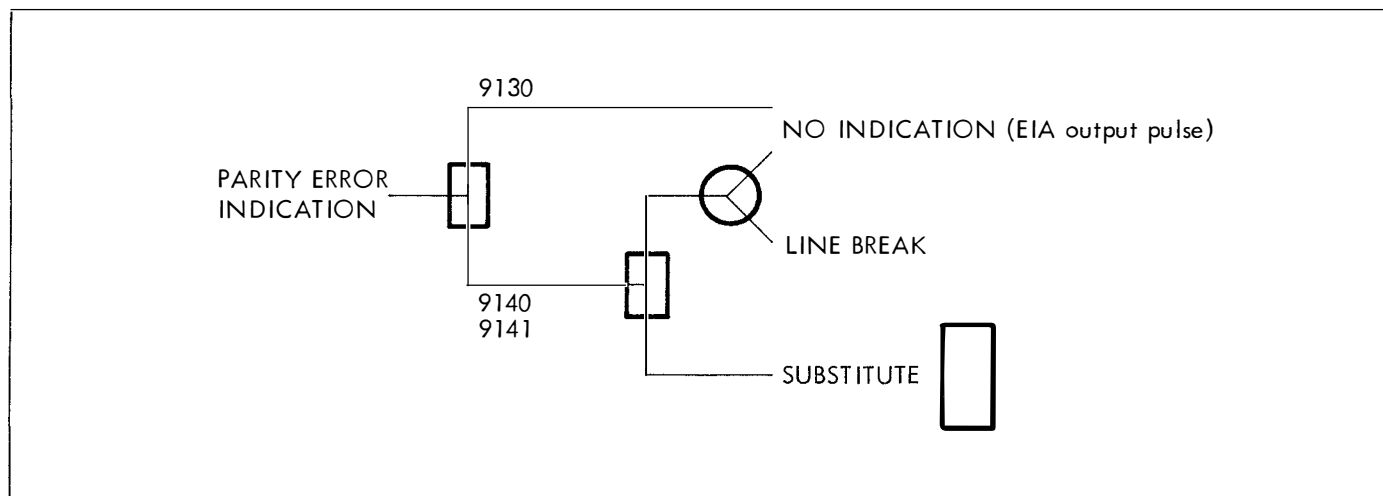 9130
NO INDICATION (EIA output pulse)
PARITY ERROR
INDICATION
LINE BREAK
9140
9141
SUBSTITUTE